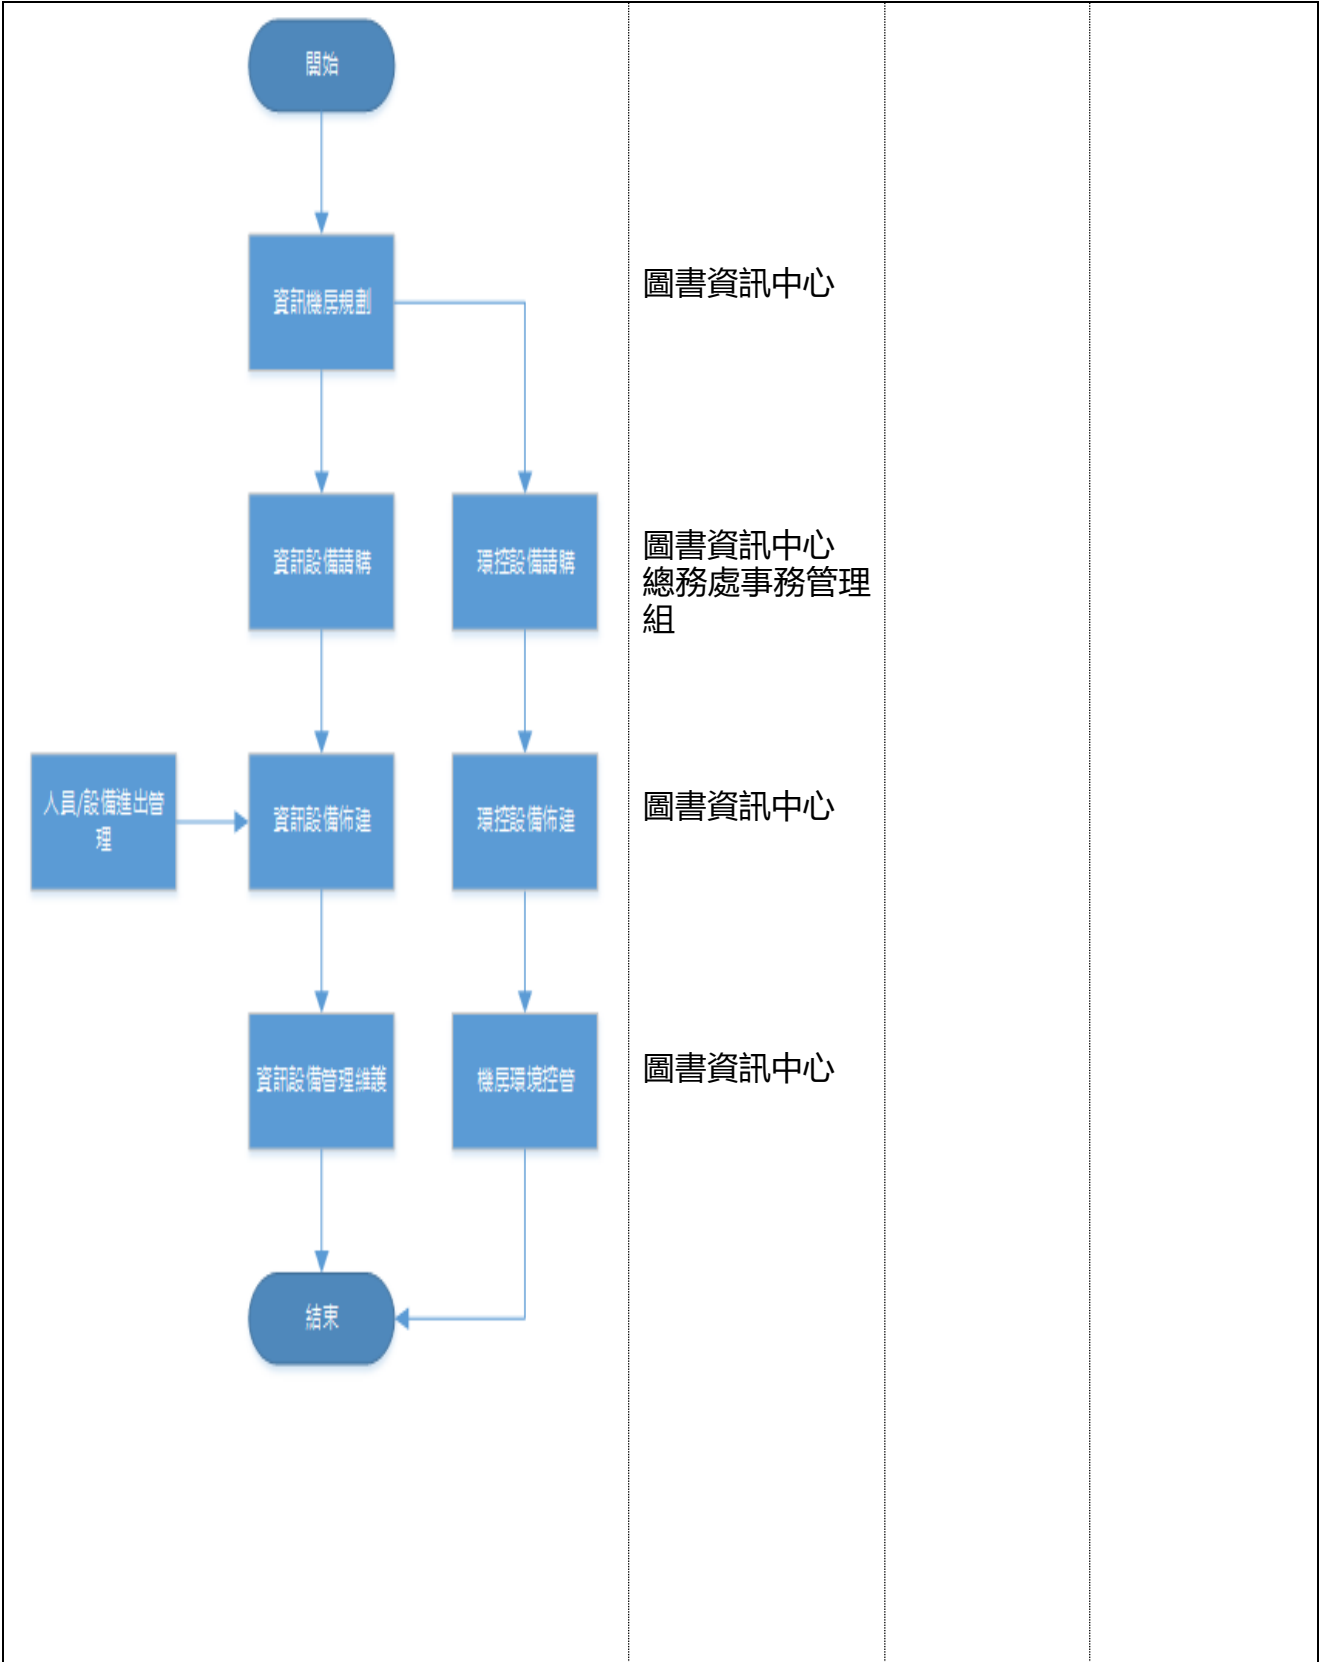 開始
資訊機房規劃
圖書資訊中心
資訊設備請購
環控設備請購
圖書資訊中心
總務處事務管理
組
人員/設備進出管
理
資訊設備佈建
環控設備佈建
圖書資訊中心
資訊設備管理維護
機房環境控管
圖書資訊中心
結束